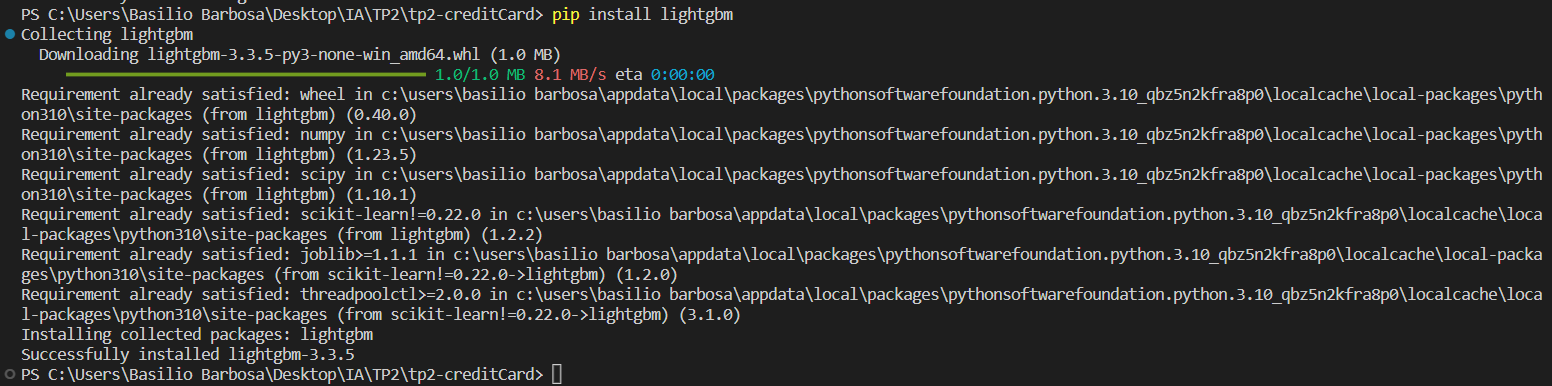 PS C:\Users\Basilio Barbosa\Desktop\IA\TP2\tp2-creditCard> pip install lightgbm
Collecting lightgbm
  Downloading lightgbm-3.3.5-py3-none-win_amd64.whl (1.0 MB)
1.0/1.0 MB 8.1 MB/s eta 0:00:00
Requirement already satisfied: wheel in c:\users\basilio barbosa\appdata\local\packages\pythonsoftwarefoundation.python.3.10_qbz5n2kfra8p0\localcache\local-packages\pyth
on310\site-packages (from lightgbm) (0.40.0)
Requirement already satisfied: numpy in c:\users\basilio barbosa\appdata\local\packages\pythonsoftwarefoundation.python.3.10_qbz5n2kfra8p0\localcache\local-packages\pyth
on310\site-packages (from lightgbm) (1.23.5)
Requirement already satisfied: scipy in c:\users\basilio barbosa\appdata\local\packages\pythonsoftwarefoundation.python.3.10_qbz5n2kfra8p0\localcache\local-packages\pyth
on310\site-packages (from lightgbm) (1.10.1)
Requirement already satisfied: scikit-learn!=0.22.0 in c:\users\basilio barbosa\appdata\local\packages\pythonsoftwarefoundation.python.3.10_qbz5n2kfra8p0\localcache\loca
l-packages\python310\site-packages (from lightgbm) (1.2.2)
Requirement already satisfied: joblib>=1.1.1 in c:\users\basilio barbosa\appdata\local\packages\pythonsoftwarefoundation.python.3.10_qbz5n2kfra8p0\localcache\local-packa
ges\python310\site-packages (from scikit-learn!=0.22.0->lightgbm) (1.2.0)
Requirement already satisfied: threadpoolctl>=2.0.0 in c:\users\basilio barbosa\appdata\local\packages\pythonsoftwarefoundation.python.3.10_qbz5n2kfra8p0\localcache\loca
l-packages\python310\site-packages (from scikit-learn!=0.22.0->lightgbm) (3.1.0)
Installing collected packages: lightgbm
Successfully installed lightgbm-3.3.5
PS C:\Users\Basilio Barbosa\Desktop\IA\TP2\tp2-creditCard>